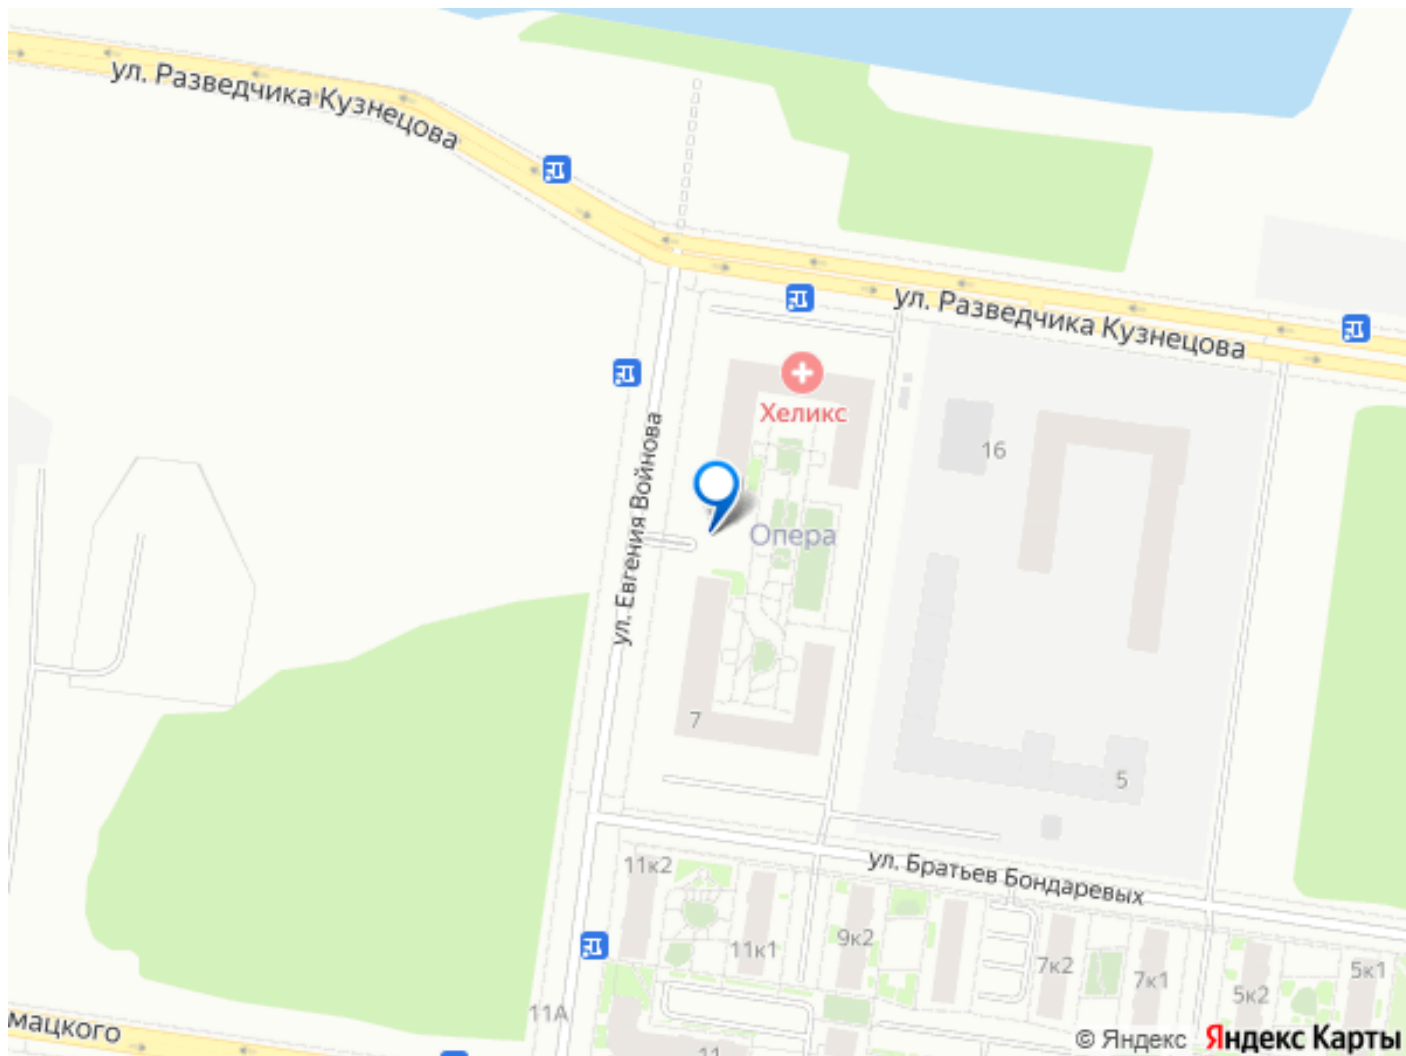 ул. Разведчика Кузнецова
ул. Разведчика Кузнецова
Хеликс
ул. Евгения Войнова
16
Опера
7
5
ул. Братьев Бондаревых
11к2
11к1
9к2
7к2
7к1
5к2
5к1
11А
мацкого
11
© Яндекс Яндекс Карты